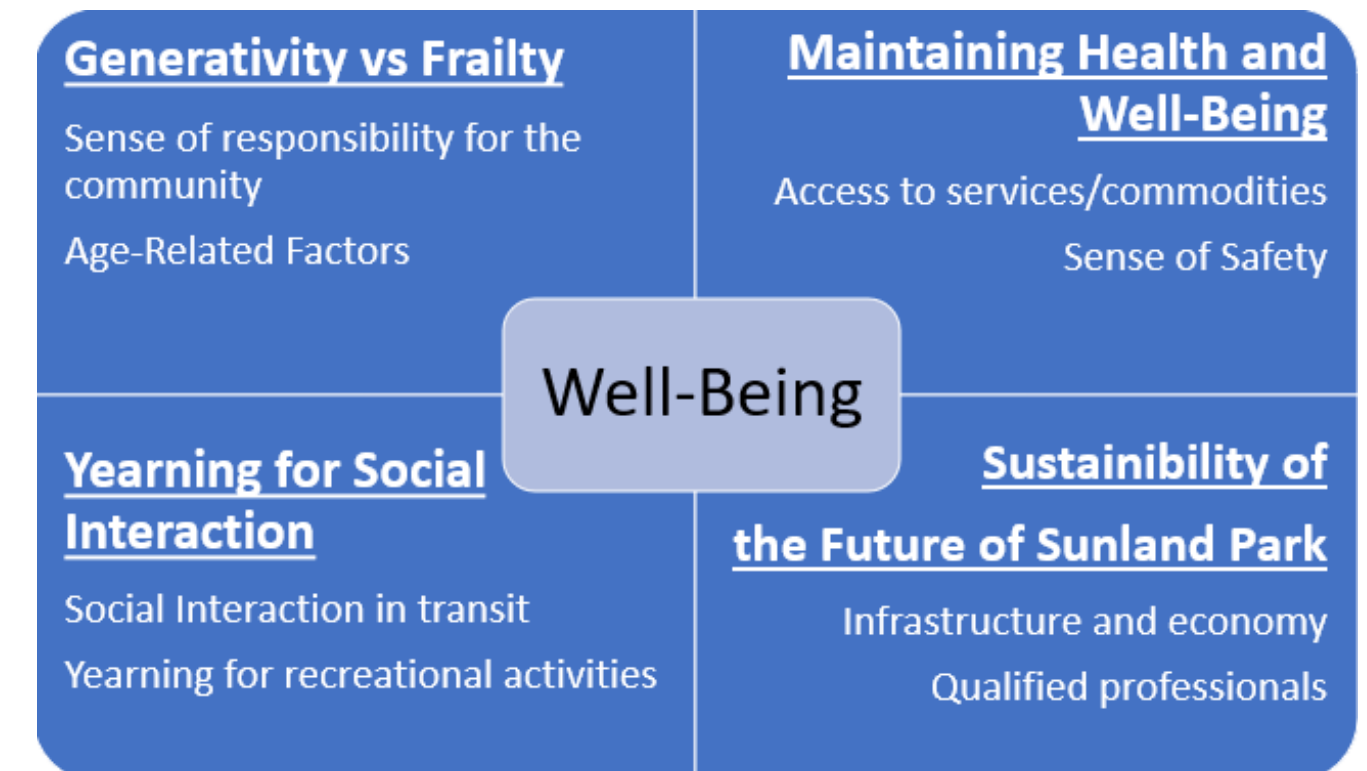 Generativity vs Frailty
Sense of responsibility for the
community
Age-Related Factors
Maintaining Health and
Well-Being
Access to services/commodities
Sense of Safety
Well-Being
Yearning for Social
Interaction
Social Interaction in transit
Yearning for recreational activities
Sustainibility of
the Future of Sunland Park
Infrastructure and economy
Qualified professionals